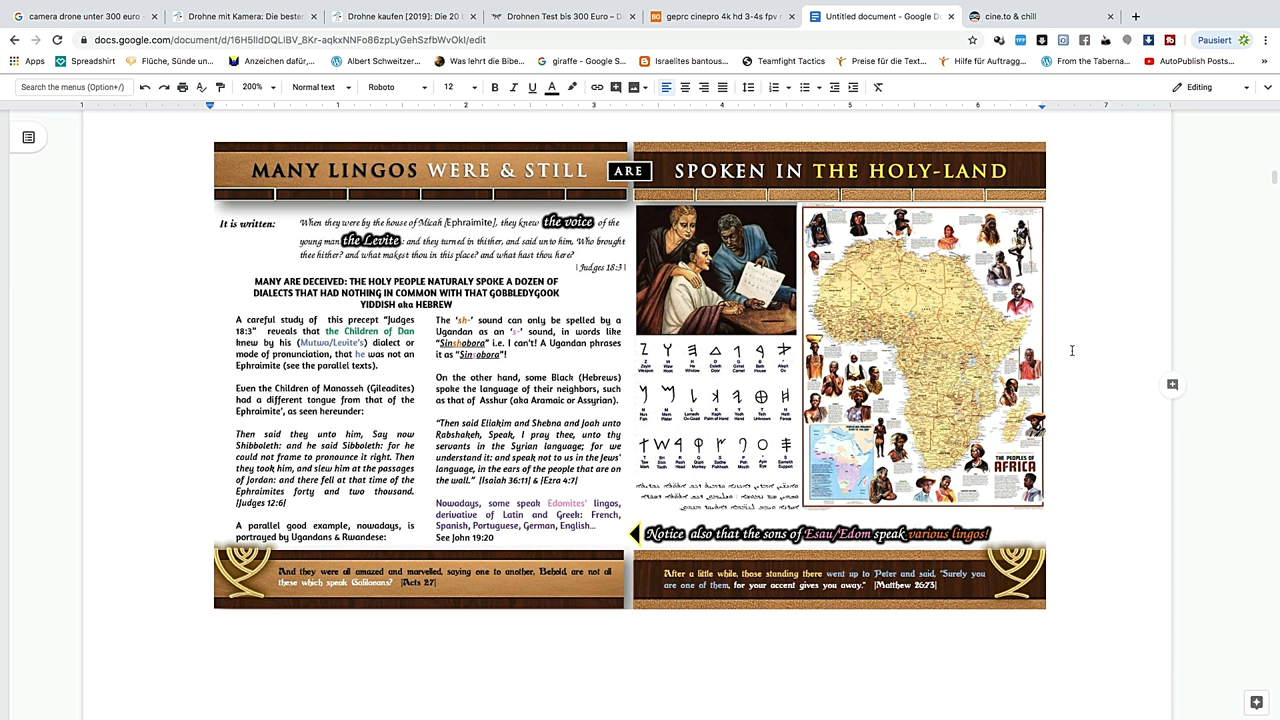 camera drone unter 300 euro
Drohne mit Kamera: Die beste
Drohne kaufen [2019]: Die 20
Drohnen Test bis 300 Euro – D
geprc cinepro 4k hd 3-4s fpv
Untitled document - Google D
cine.to & chill
docs.google.com/document/d/16H5IIdDQLIBV_8Kr-aqkxNNFo86zpLyGehSzfbWvOkI/edit
Pausiert
Apps
Spreadshirt
Flüche, Sünde un...
Anzeichen dafür,...
Albert Schweitzer...
Was lehrt die Bibe...
giraffe - Google S...
Israelites bantous...
Teamfight Tactics
Preise für die Text...
Hilfe für Auftragg...
From the Taberna...
AutoPublish Posts...
Search the menus (Option+/)
200%
Normal text
Roboto
12
Editing
1 1 2 3 4 5 6 7
MANY LINGOS WERE & STILL ARE SPOKEN IN THE HOLY-LAND
It is written:
When they were by the house of Micah [Ephraimite], they knew the voice of the
young man the Levite: and they turned in thither, and said unto him, Who brought
thee hither? and what makest thou in this place? and what hast thou here?
|Judges 18:3|
MANY ARE DECEIVED: THE HOLY PEOPLE NATURALY SPOKE A DOZEN OF
DIALECTS THAT HAD NOTHING IN COMMON WITH THAT GOBBLEDYGOOK
YIDDISH aka HEBREW
A careful study of this precept "Judges
18:3" reveals that the Children of Dan
knew by his (Mutwa/Levite's) dialect or
mode of pronunciation, that he was not an
Ephraimite (see the parallel texts).
Even the Children of Manasseh (Gileadites)
had a different tongue from that of the
Ephraimite', as seen hereunder:
Then said they unto him, Say now
Shibboleth: and he said Sibboleth: for he
could not frame to pronounce it right. Then
they took him, and slew him at the passages
of Jordan: and there fell at that time of the
Ephraimites forty and two thousand.
|Judges 12:6|
A parallel good example, nowadays, is
portrayed by Ugandans & Rwandese:
The 'sh-' sound can only be spelled by a
Ugandan as an 's-' sound, in words like
"Sinshobora" i.e. I can't! A Ugandan phrases
it as "Sinsobora"!
On the other hand, some Black (Hebrews)
spoke the language of their neighbors, such
as that of Asshur (aka Aramaic or Assyrian).
"Then said Eliakim and Shebna and Joah unto
Rabshakeh, Speak, I pray thee, unto thy
servants in the Syrian language; for we
understand it: and speak not to us in the Jews'
language, in the ears of the people that are on
the wall." |Isaiah 36:11| & |Ezra 4:7|
Nowadays, some speak Edomites' lingos,
derivative of Latin and Greek: French,
Spanish, Portuguese, German, English...
See John 19:20
THE PEOPLES OF
AFRICA
Notice also that the sons of Esau/Edom speak various lingos!
And they were all amazed and marvelled, saying one to another, Behold, are not all
these which speak Galilaeans? |Acts 2:7|
After a little while, those standing there went up to Peter and said, "Surely you
are one of them, for your accent gives you away." |Matthew 26:73|